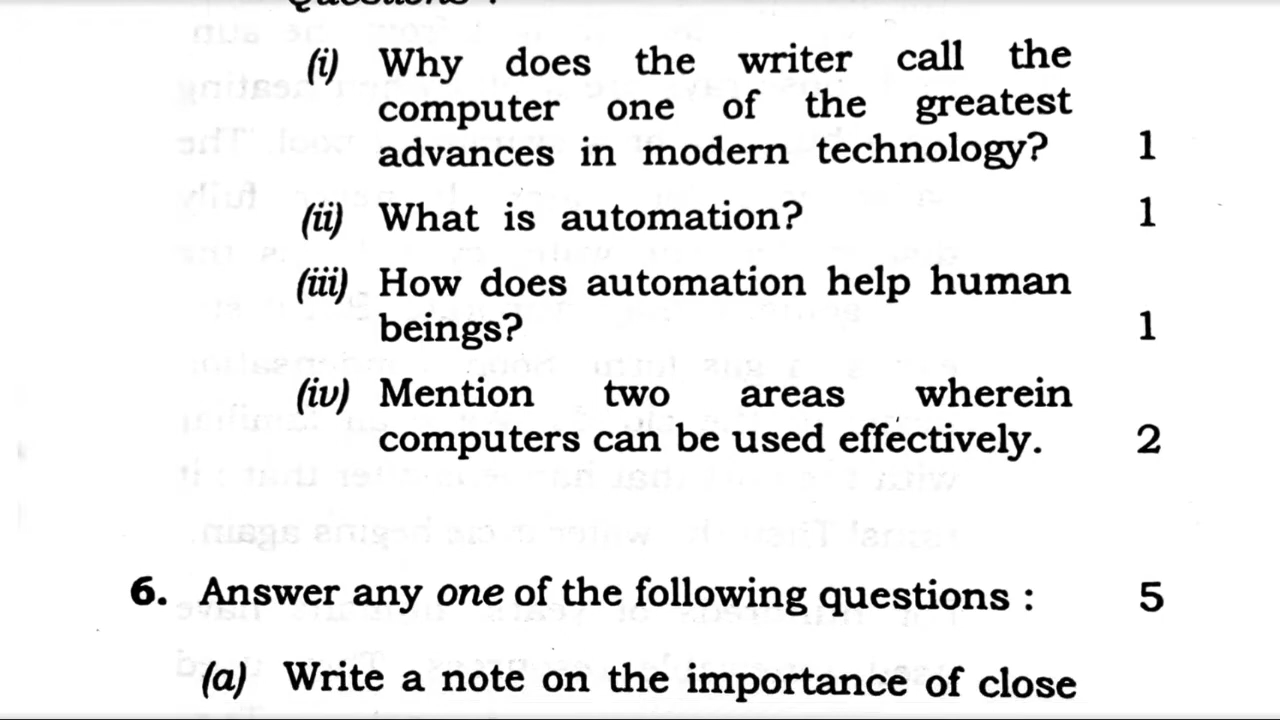 Questions :
(i) Why does the writer call the
computer one of the greatest
advances in modern technology? 1
(ii) What is automation? 1
(iii) How does automation help human
beings? 1
(iv) Mention two areas wherein
computers can be used effectively. 2
6. Answer any one of the following questions : 5
(a) Write a note on the importance of close